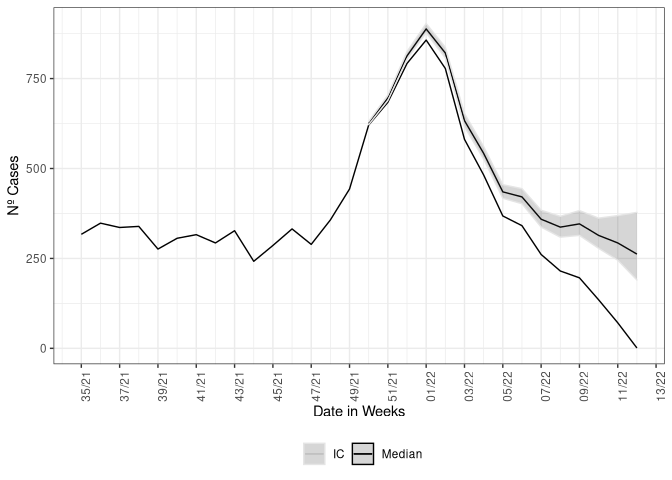 Nº Cases
750
500
250
0
35/21 37/21 39/21 41/21 43/21 45/21 47/21 49/21 51/21 01/22 03/22 05/22 07/22 09/22 11/22 13/22
Date in Weeks
IC Median